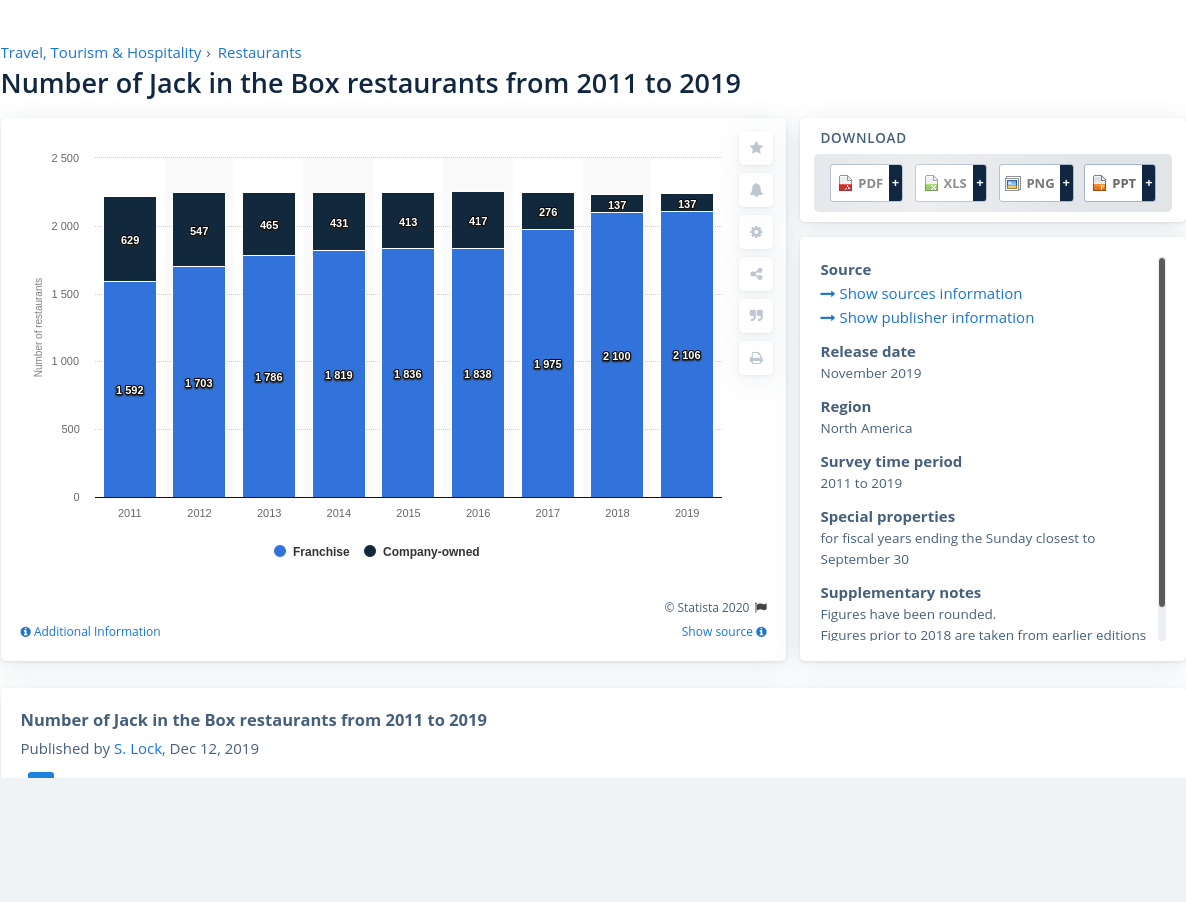 Travel, Tourism & Hospitality › Restaurants
Number of Jack in the Box restaurants from 2011 to 2019
2 500
2 000
1 500
1 000
500
0
Number of restaurants
629
547
465
431
413
417
276
137
137
1 592
1 703
1 786
1 819
1 836
1 838
1 975
2 100
2 106
2011
2012
2013
2014
2015
2016
2017
2018
2019
Franchise
Company-owned
© Statista 2020
Additional Information
Show source
DOWNLOAD
PDF +
XLS +
PNG +
PPT +
Source
Show sources information
Show publisher information
Release date
November 2019
Region
North America
Survey time period
2011 to 2019
Special properties
for fiscal years ending the Sunday closest to
September 30
Supplementary notes
Figures have been rounded.
Figures prior to 2018 are taken from earlier editions
Number of Jack in the Box restaurants from 2011 to 2019
Published by S. Lock, Dec 12, 2019